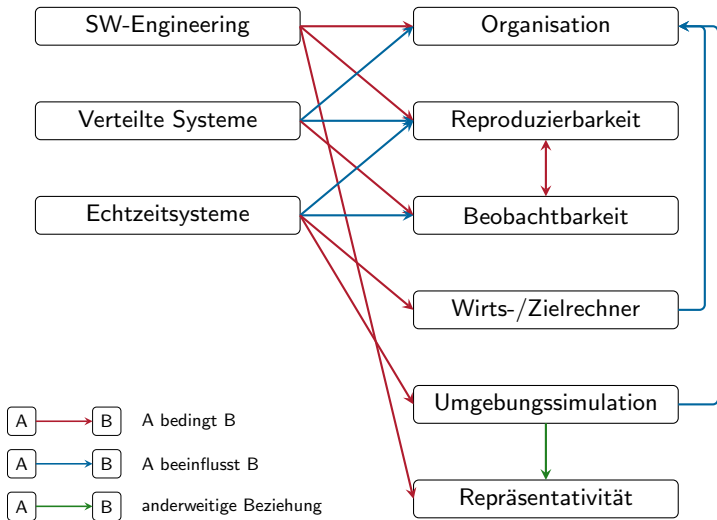 SW-Engineering
Organisation
Verteilte Systeme
Reproduzierbarkeit
Echtzeitsysteme
Beobachtbarkeit
Wirts-/Zielrechner
Umgebungssimulation
Repräsentativität
A B A bedingt B
A B A beeinflusst B
A B anderweitige Beziehung